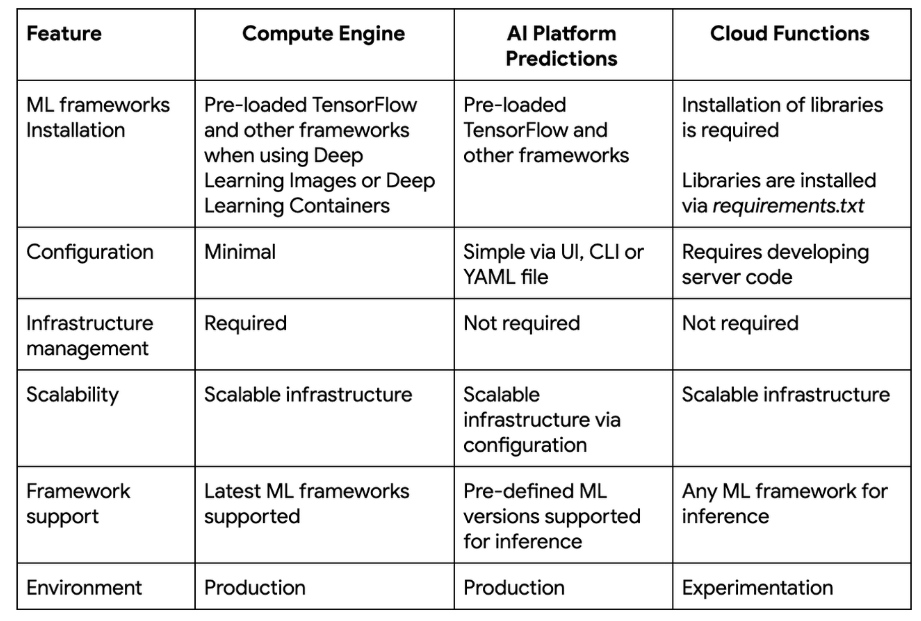 Feature
Compute Engine
AI Platform
Predictions
Cloud Functions
ML frameworks
Installation
Pre-loaded TensorFlow
and other frameworks
when using Deep
Learning Images or Deep
Learning Containers
Pre-loaded
TensorFlow and
other frameworks
Installation of libraries
is required
Libraries are installed
via requirements.txt
Configuration
Minimal
Simple via UI, CLI or
YAML file
Requires developing
server code
Infrastructure
management
Required
Not required
Not required
Scalability
Scalable infrastructure
Scalable
infrastructure via
configuration
Scalable infrastructure
Framework
support
Latest ML frameworks
supported
Pre-defined ML
versions supported
for inference
Any ML framework for
inference
Environment
Production
Production
Experimentation